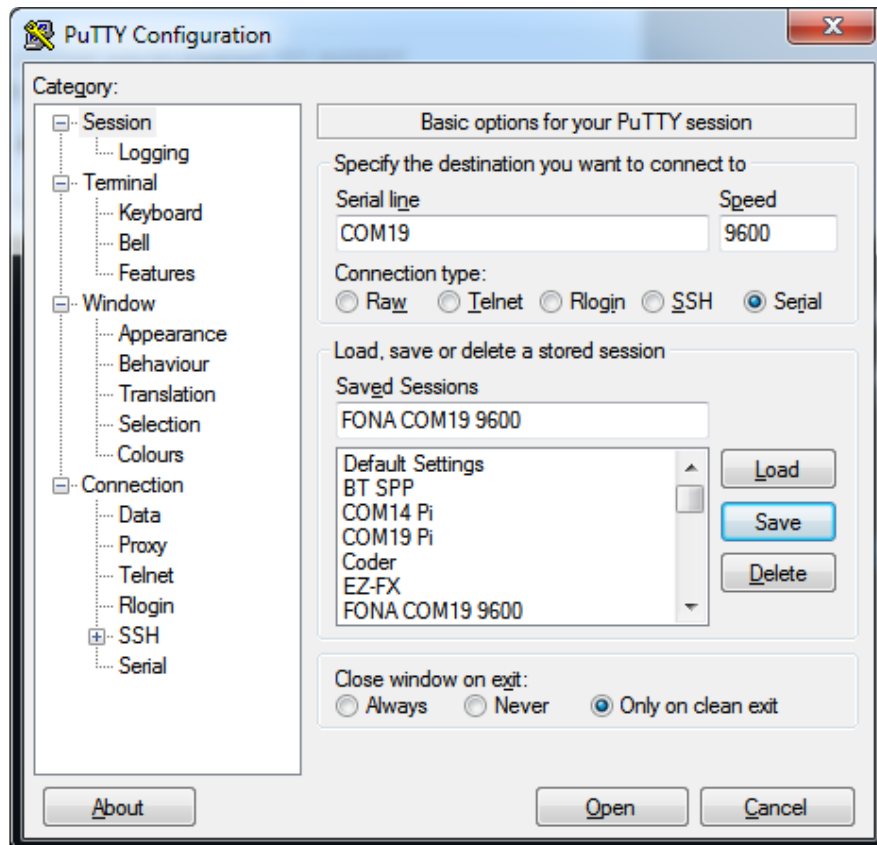 PuTTY Configuration
X
Category:
Session
Logging
Terminal
Keyboard
Bell
Features
Window
Appearance
Behaviour
Translation
Selection
Colours
Connection
Data
Proxy
Telnet
Rlogin
SSH
Serial
Basic options for your PuTTY session
Specify the destination you want to connect to
Serial line Speed
COM19 9600
Connection type:
Raw Telnet Rlogin SSH Serial
Load, save or delete a stored session
Saved Sessions
FONA COM19 9600
Default Settings
BT SPP
COM14 Pi
COM19 Pi
Coder
EZ-FX
FONA COM19 9600
Load
Save
Delete
Close window on exit:
Always Never Only on clean exit
About Open Cancel